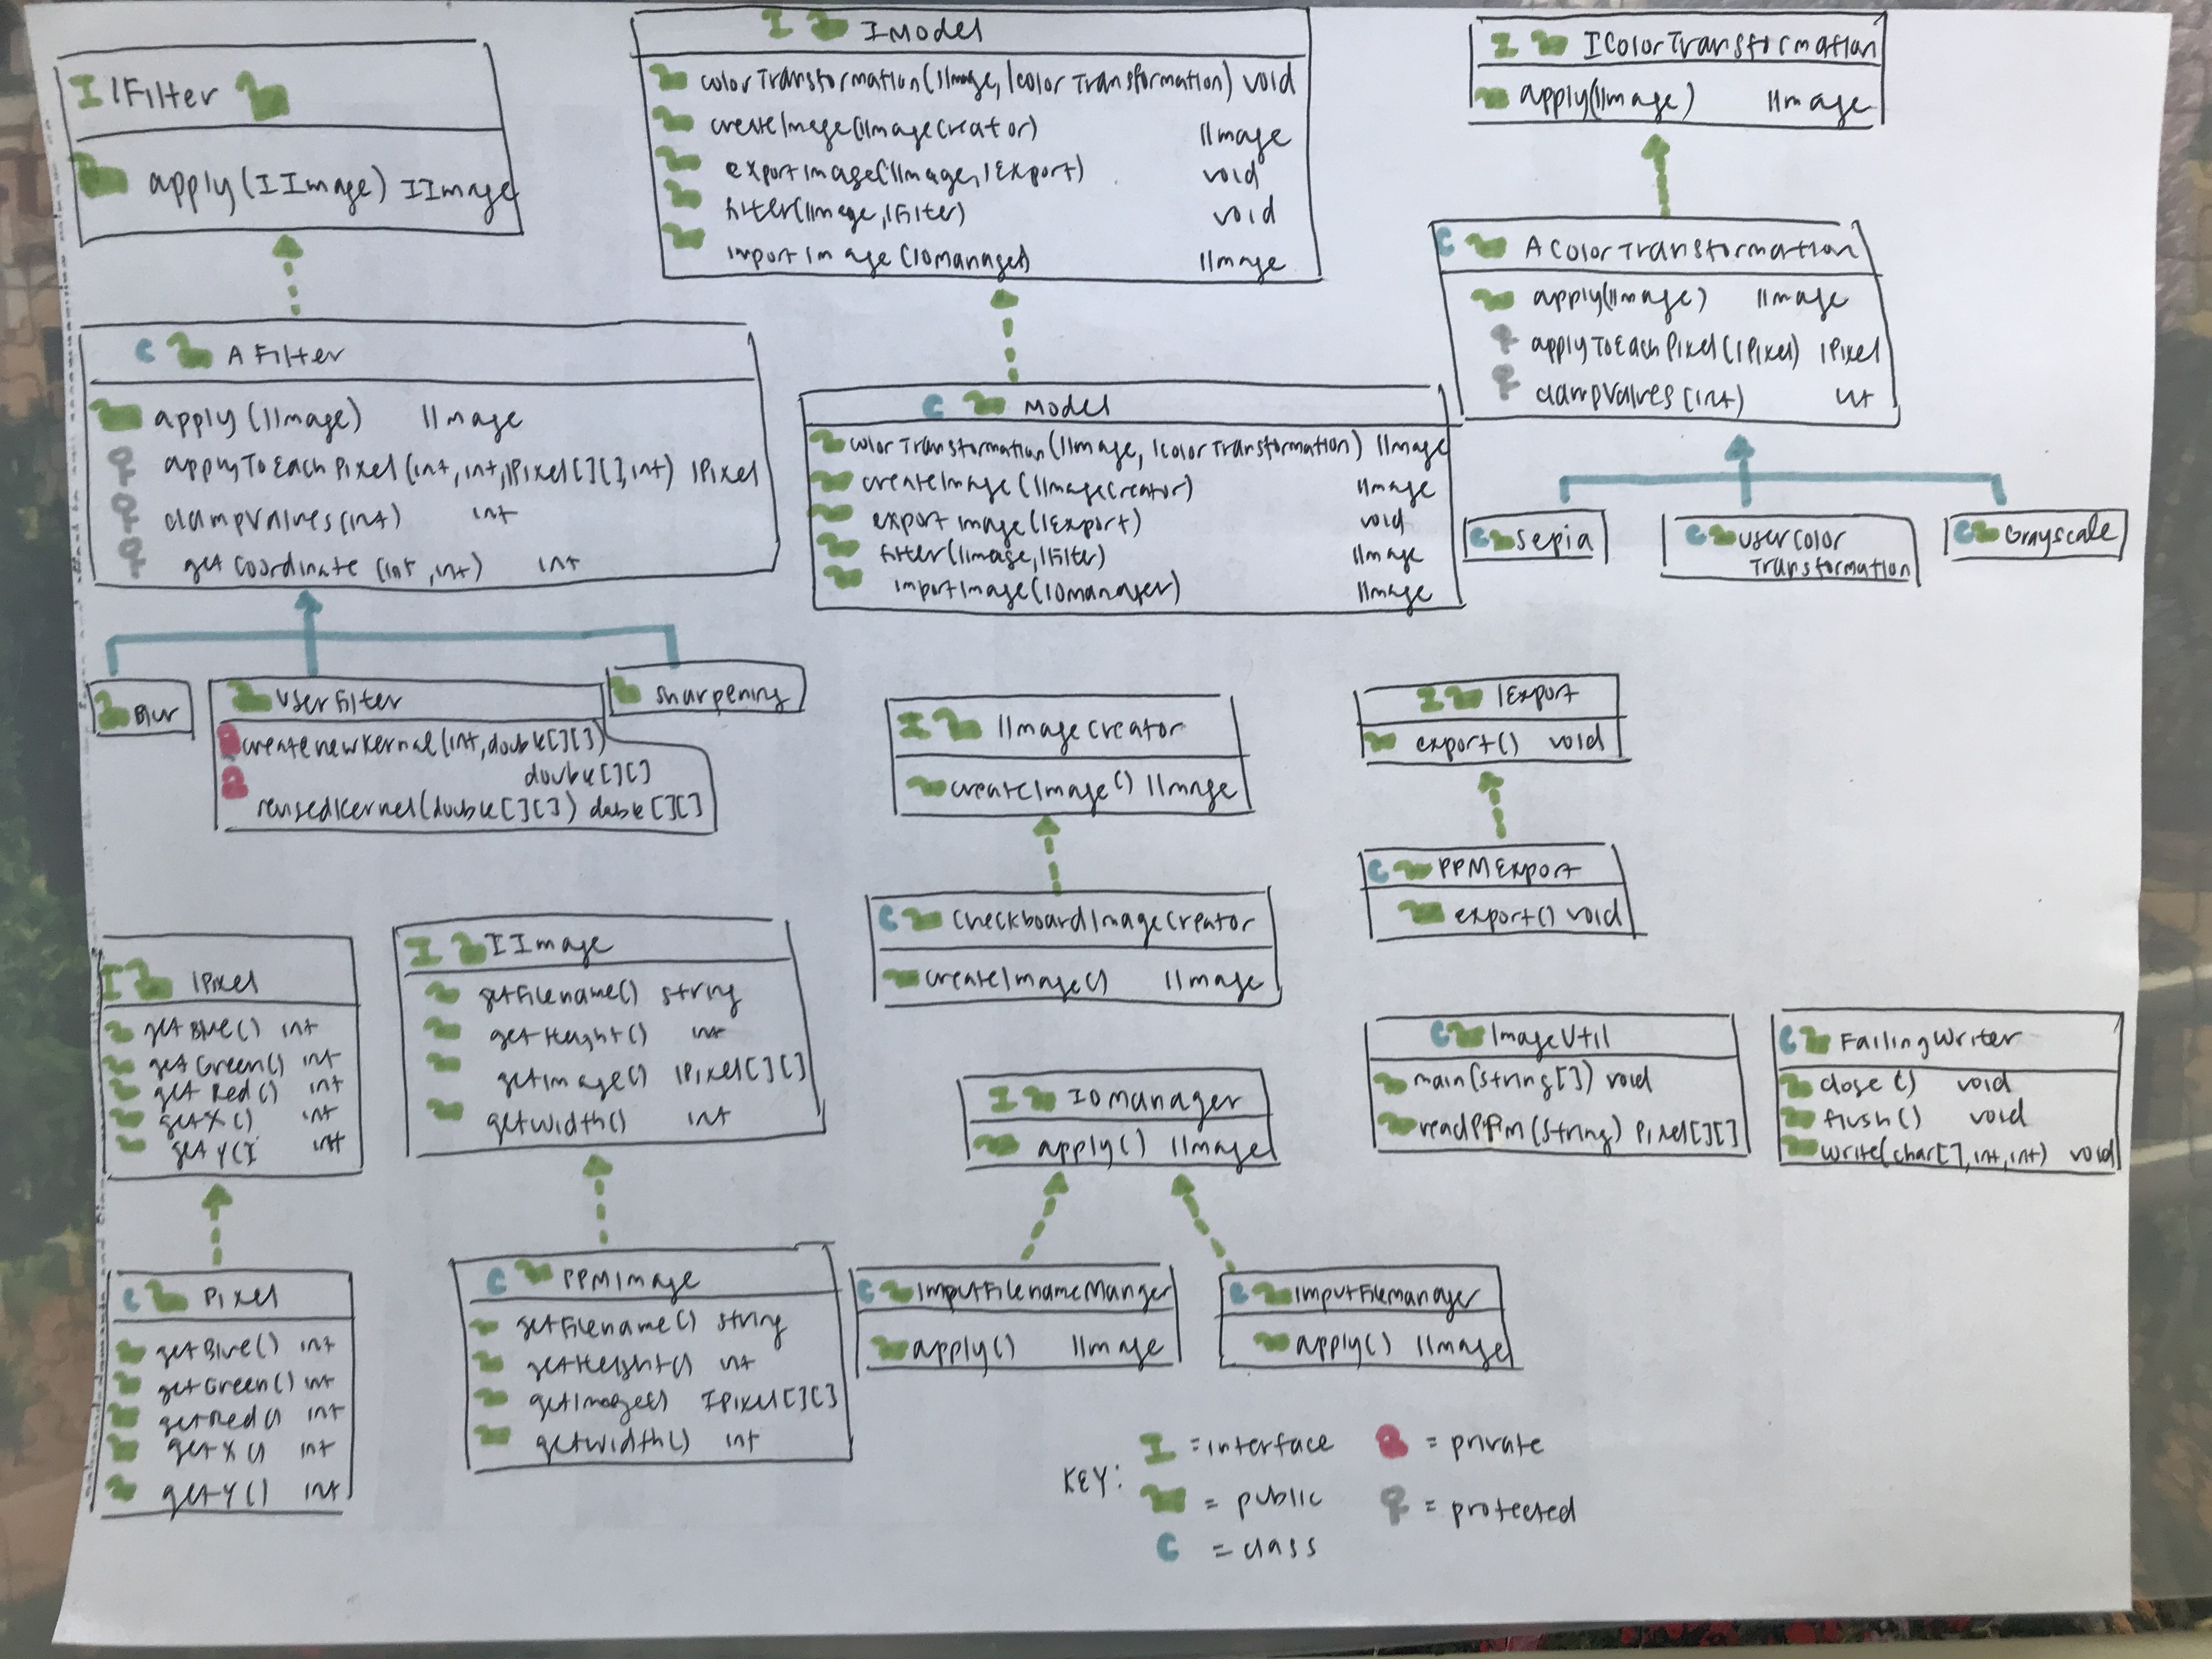 IFilter
apply(IImage) IImage
IModel
colorTransformation(IImage, IColorTransformation) void
createImage(IImageCreator) IImage
exportImage(IImage, IExport) void
filter(IImage, IFilter) void
importImage(IOManager) IImage
I IColorTransformation
apply(IImage) IImage
C AFilter
apply(IImage) IImage
applyToEachPixel(int, int, IPixel[][], int) IPixel
clampValues(int) int
getCoordinate(int, int) int
C Model
colorTransformation(IImage, IColorTransformation) IImage
createImage(IImageCreator) IImage
exportImage(IExport) void
filter(IImage, IFilter) IImage
importImage(IOManager) IImage
C AColorTransformation
apply(IImage) IImage
applyToEachPixel(IPixel) IPixel
clampValues(int) int
Blur
UserFilter
createnewKernel(int, double[][])
double[][]
revisedKernel(double[][]) double[][]
Sharpening
C Sepia
C UserColor
Transformation
C Grayscale
I IImageCreator
createImage() IImage
I IExport
export() void
C CheckboardImageCreator
createImage() IImage
C PPMExport
export() void
I IPixel
getBlue() int
getGreen() int
getRed() int
getX() int
getY() int
I IImage
getFilename() string
getHeight() int
getImage() IPixel[][]
getWidth() int
I IOManager
apply() IImage
C ImageUtil
main(String[]) void
readPPM(String) Pixel[][]
C FailingWriter
close() void
flush() void
write(char[], int, int) void
C Pixel
getBlue() int
getGreen() int
getRed() int
getX() int
getY() int
C PPMImage
getFilename() string
getHeight() int
getImage() IPixel[][]
getWidth() int
C InputFilenameManger
apply() IImage
C InputFilemanager
apply() IImage
KEY: I = interface = private
= public = protected
C = class